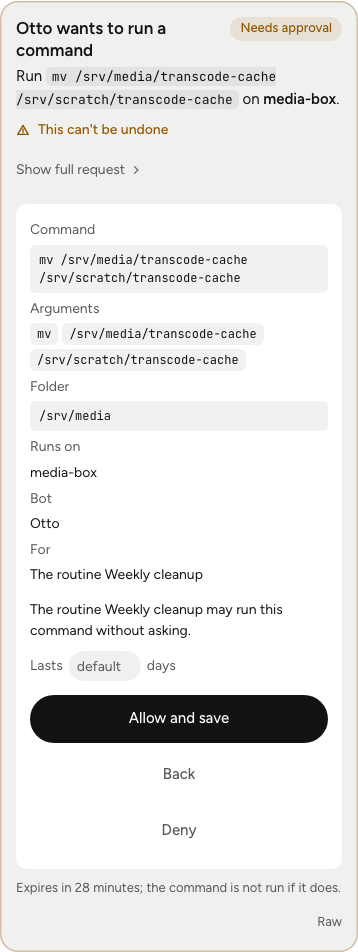 Otto wants to run a
command
Needs approval
Run mv /srv/media/transcode-cache
/srv/scratch/transcode-cache on media-box.
This can't be undone
Show full request
Command
mv /srv/media/transcode-cache
/srv/scratch/transcode-cache
Arguments
mv /srv/media/transcode-cache
/srv/scratch/transcode-cache
Folder
/srv/media
Runs on
media-box
Bot
Otto
For
The routine Weekly cleanup
The routine Weekly cleanup may run this
command without asking.
Lasts default days
Allow and save
Back
Deny
Expires in 28 minutes; the command is not run if it does.
Raw